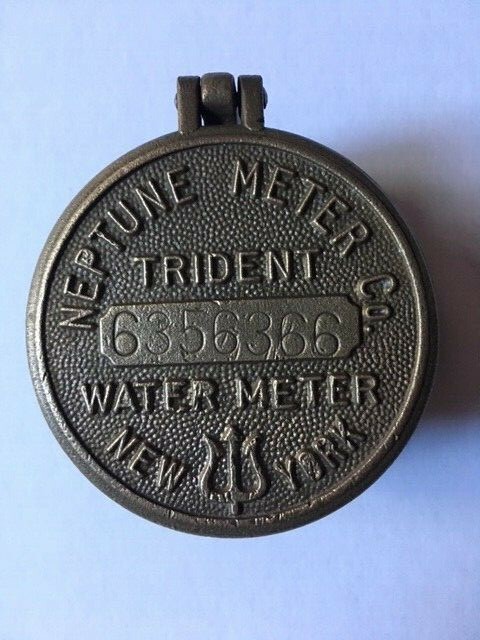 NEPTUNE METER Co.
TRIDENT
6356366
WATER METER
NEW YORK